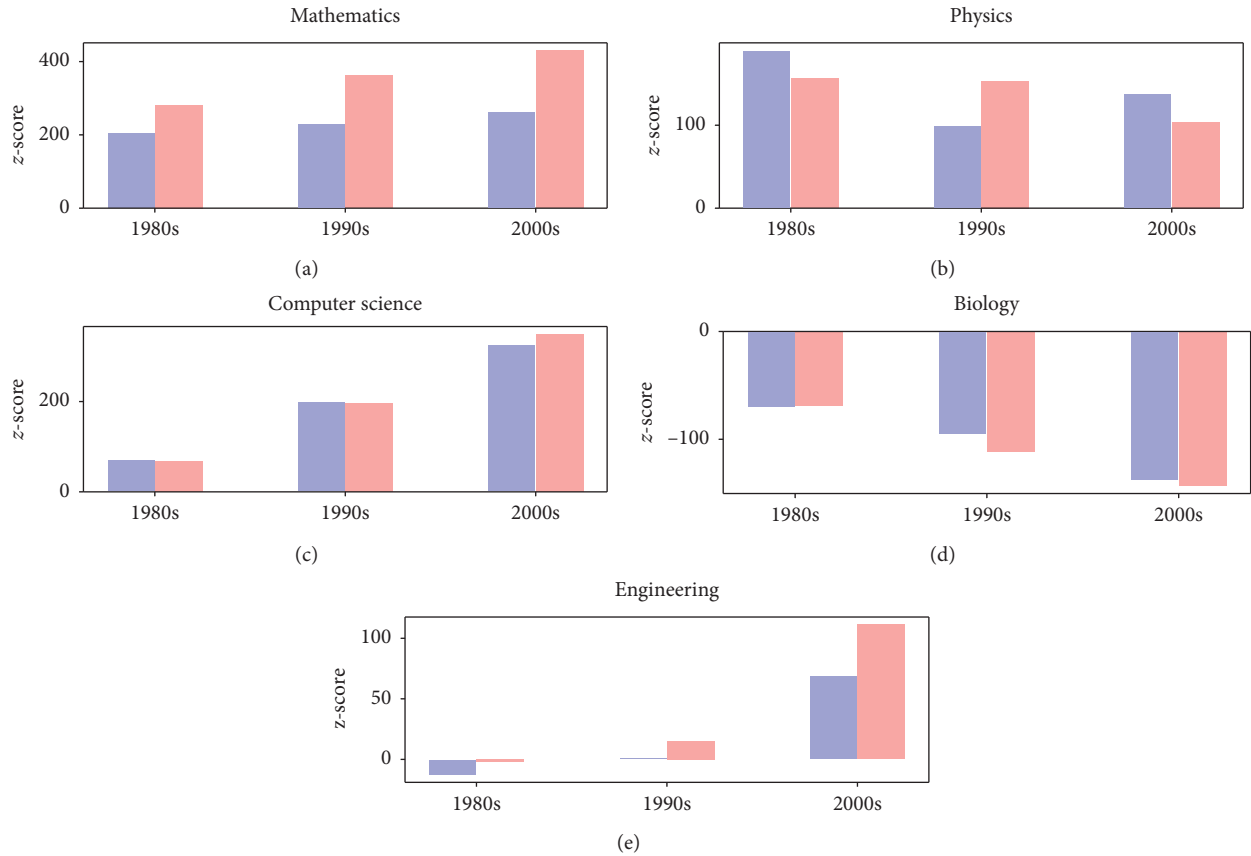 Mathematics
400
200
0
z-score
1980s
1990s
2000s
(a)
Physics
100
0
z-score
1980s
1990s
2000s
(b)
Computer science
200
0
z-score
1980s
1990s
2000s
(c)
Biology
0
−100
z-score
1980s
1990s
2000s
(d)
Engineering
100
50
0
z-score
1980s
1990s
2000s
(e)